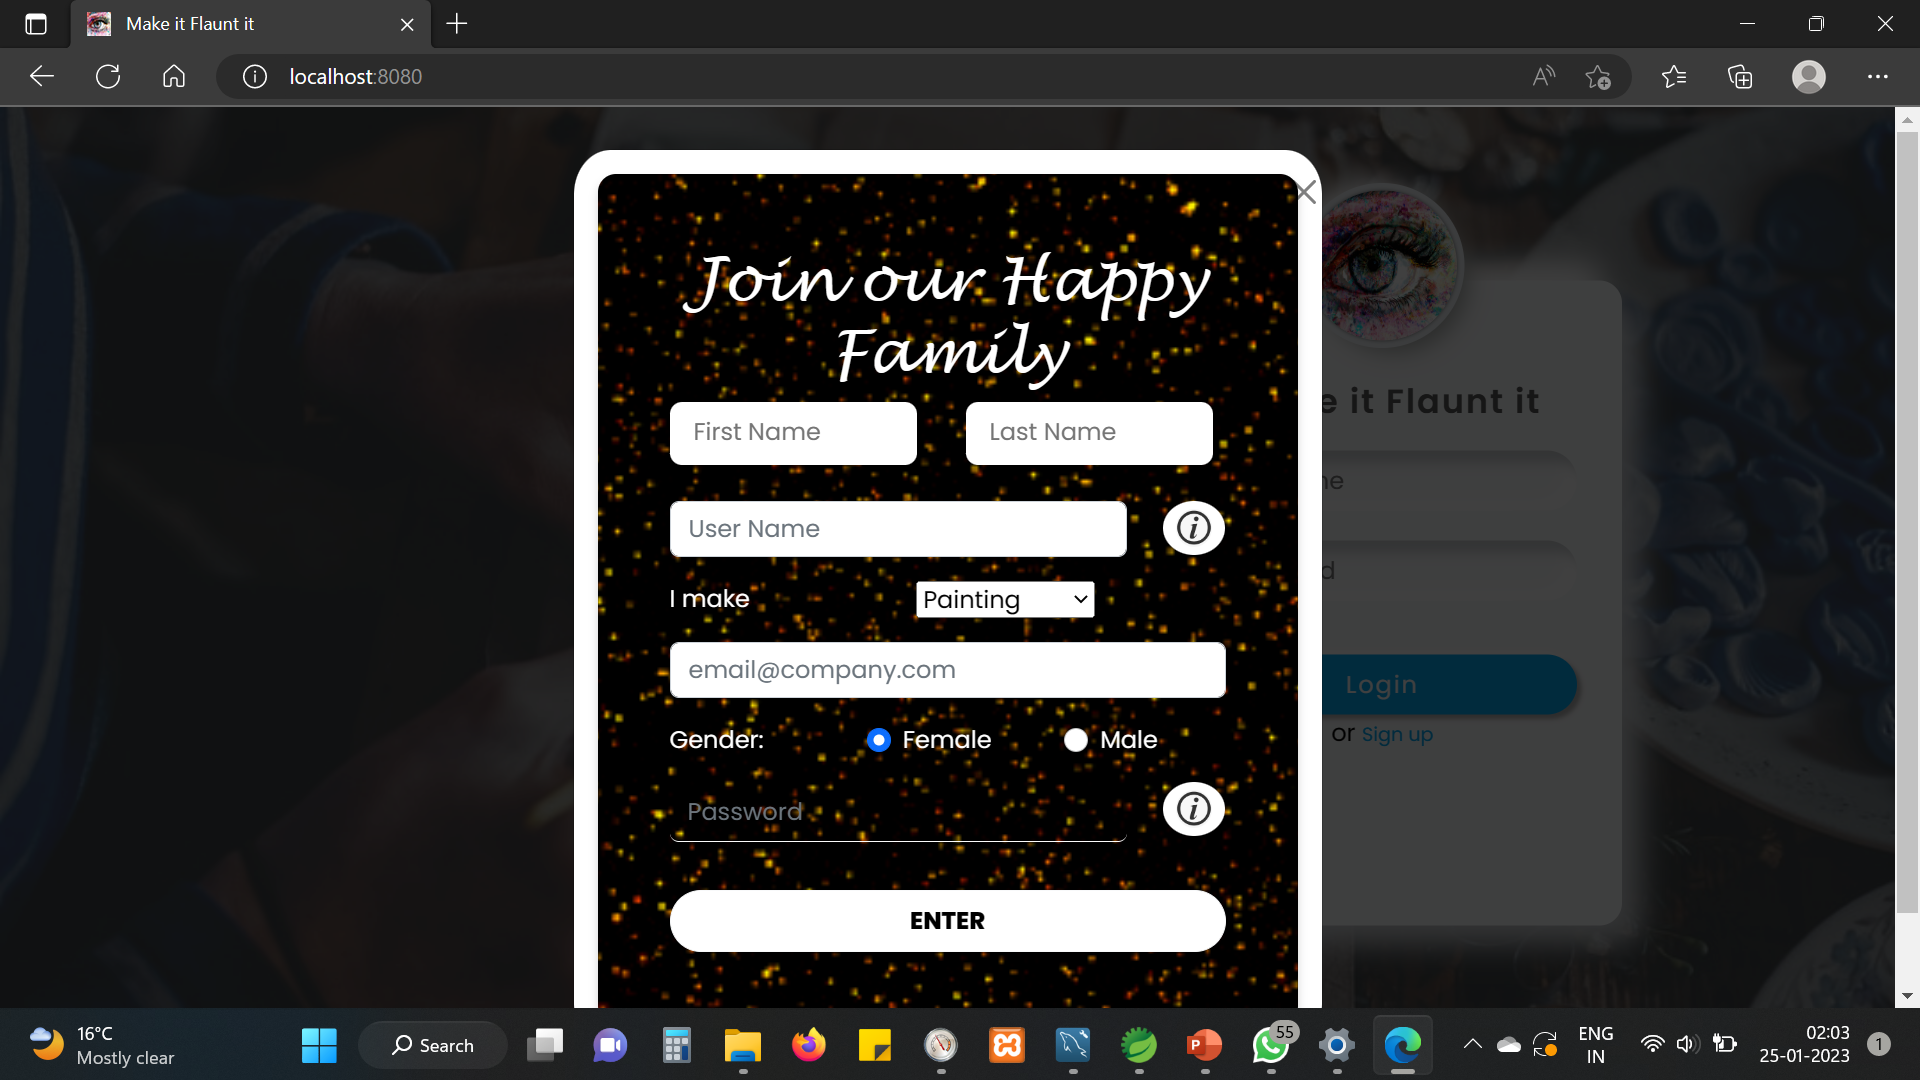 Make it Flaunt it
localhost:8080
Join our Happy
Family
First Name
Last Name
User Name
I make
Painting
email@company.com
Gender:
Female
Male
Password
ENTER
e it Flaunt it
ne
d
Login
or Sign up
16°C
Mostly clear
Search
P
55
ENG
IN
02:03
25-01-2023
1